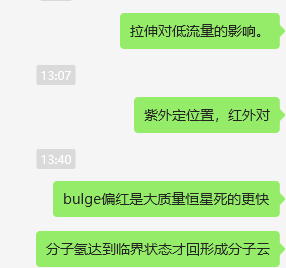 拉伸对低流量的影响。
13:07
紫外定位置，红外对
13:40
bulge偏红是大质量恒星死的更快
分子氢达到临界状态才回形成分子云